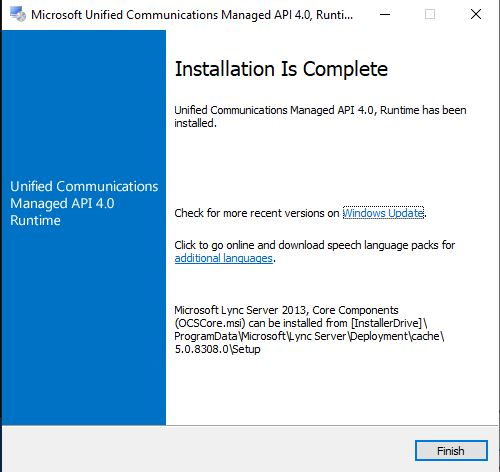 Microsoft Unified Communications Managed API 4.0, Runti...
Installation Is Complete
Unified Communications Managed API 4.0, Runtime has been
installed.
Unified Communications
Managed API 4.0
Runtime
Check for more recent versions on Windows Update.
Click to go online and download speech language packs for
additional languages.
Microsoft Lync Server 2013, Core Components
(OCSCore.msi) can be installed from [InstallerDrive]\
ProgramData\Microsoft\Lync Server\Deployment\cache\
5.0.8308.0\Setup
Finish